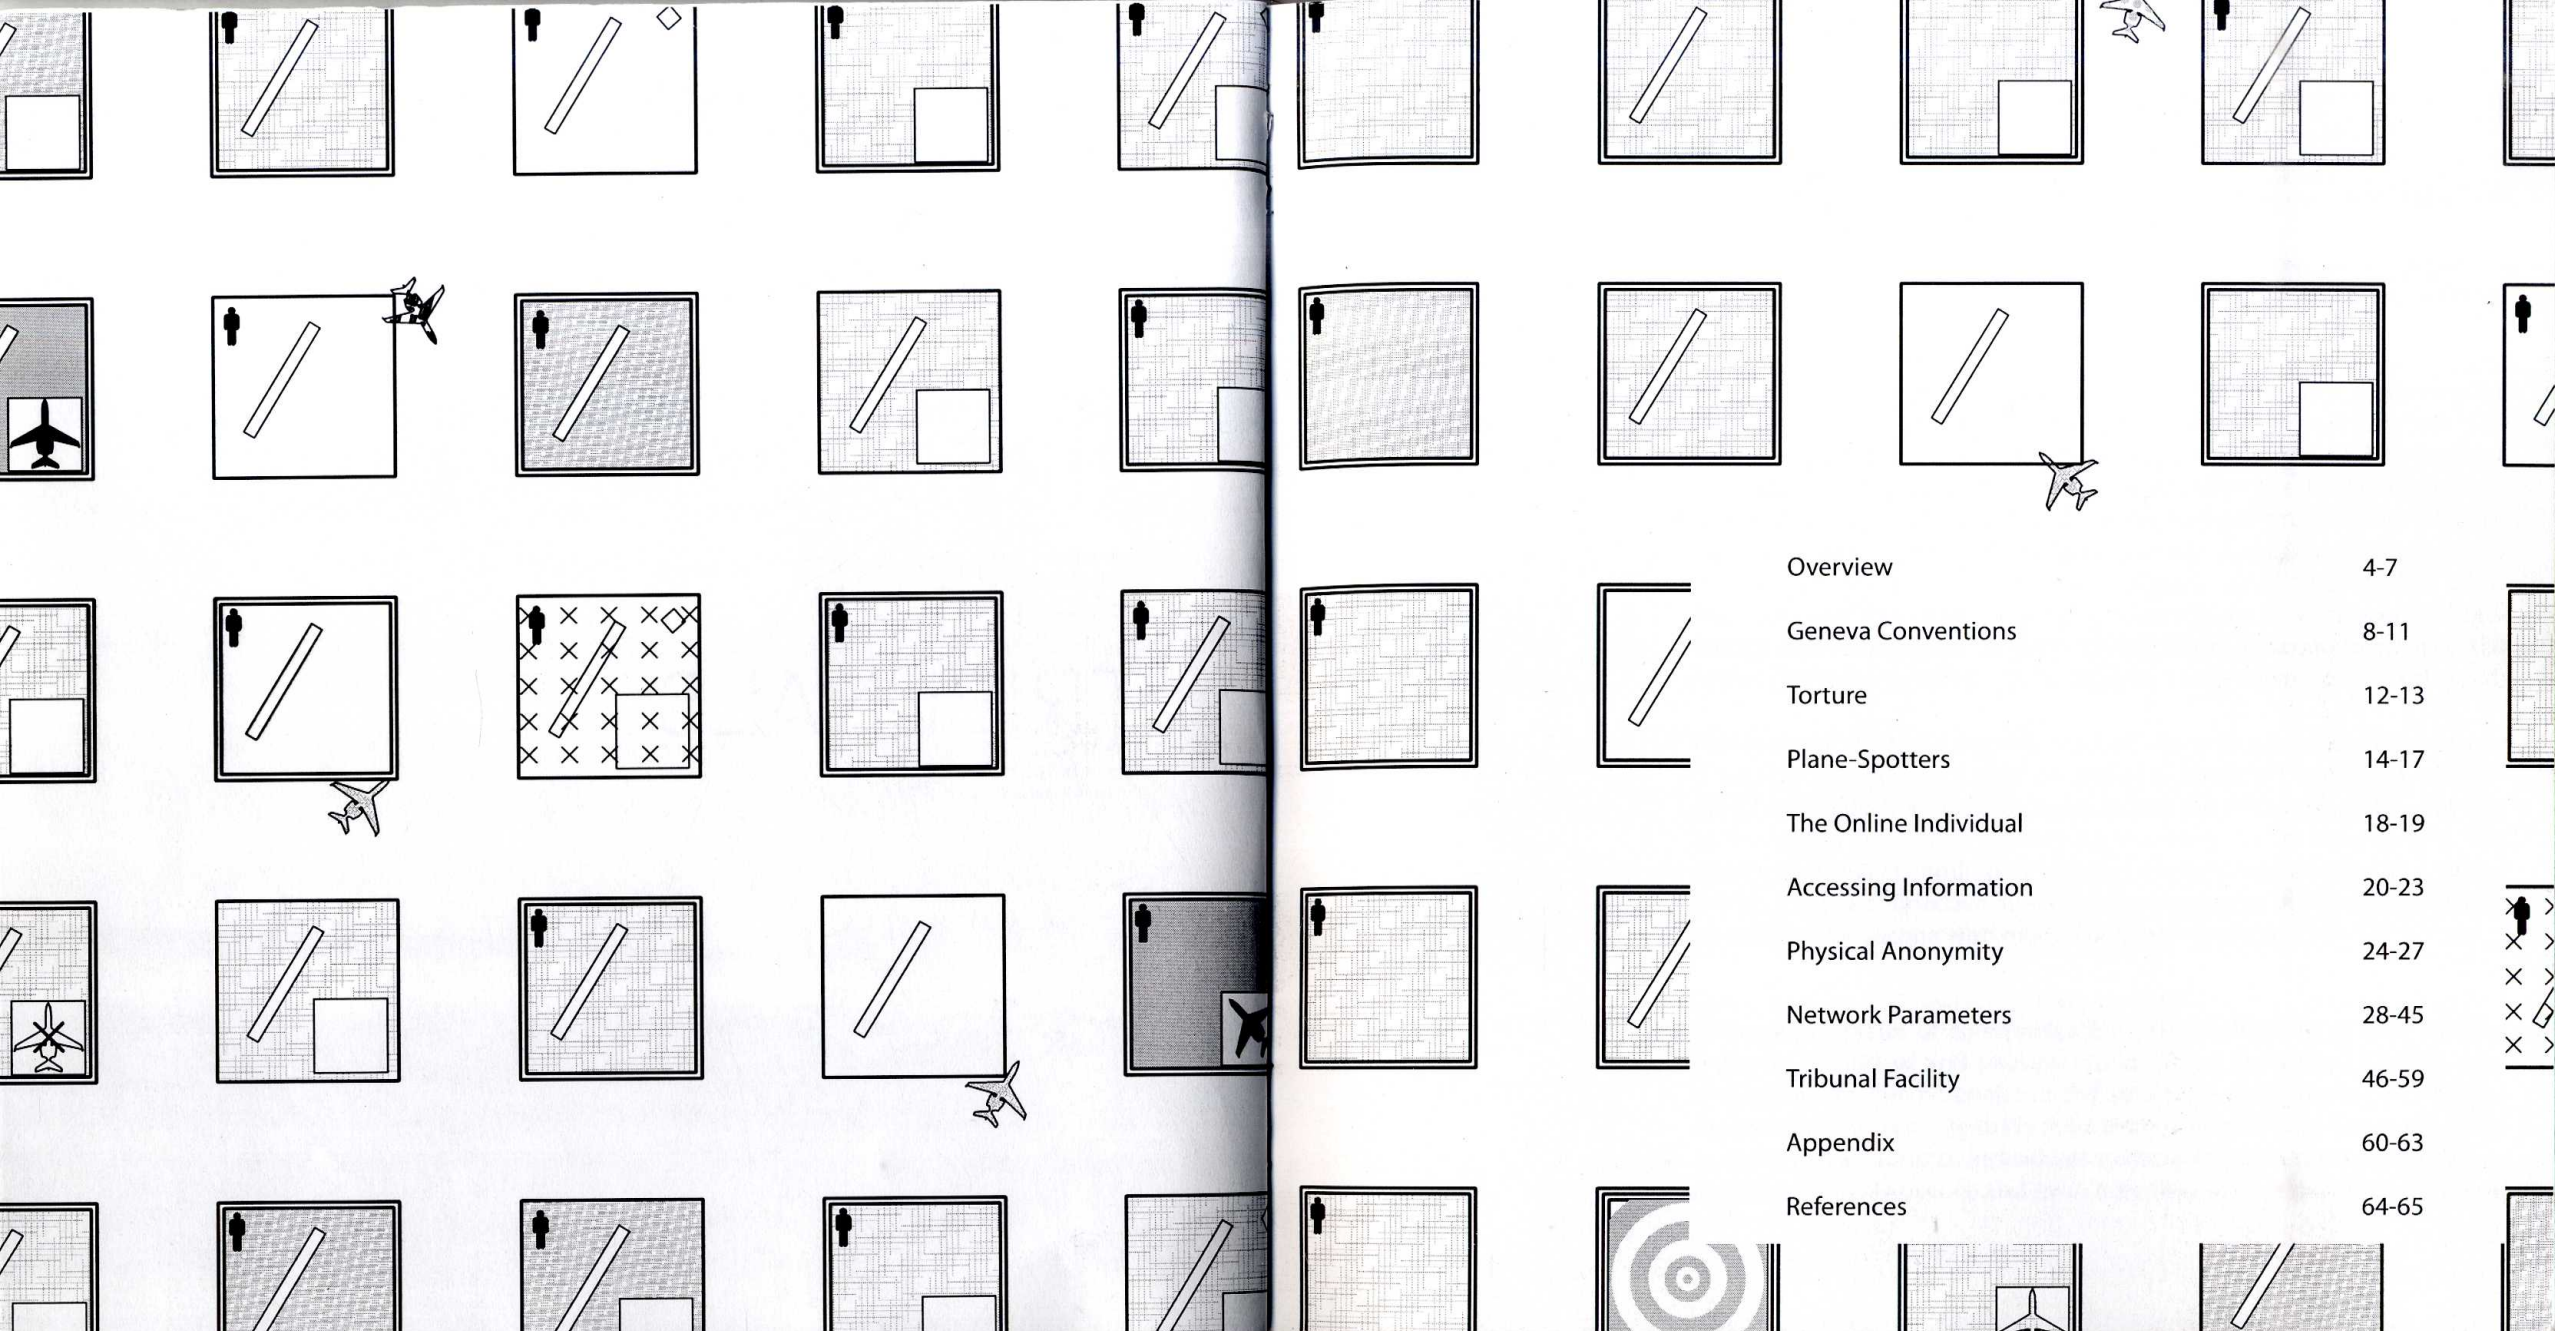 Overview 4-7
Geneva Conventions 8-11
Torture 12-13
Plane-Spotters 14-17
The Online Individual 18-19
Accessing Information 20-23
Physical Anonymity 24-27
Network Parameters 28-45
Tribunal Facility 46-59
Appendix 60-63
References 64-65